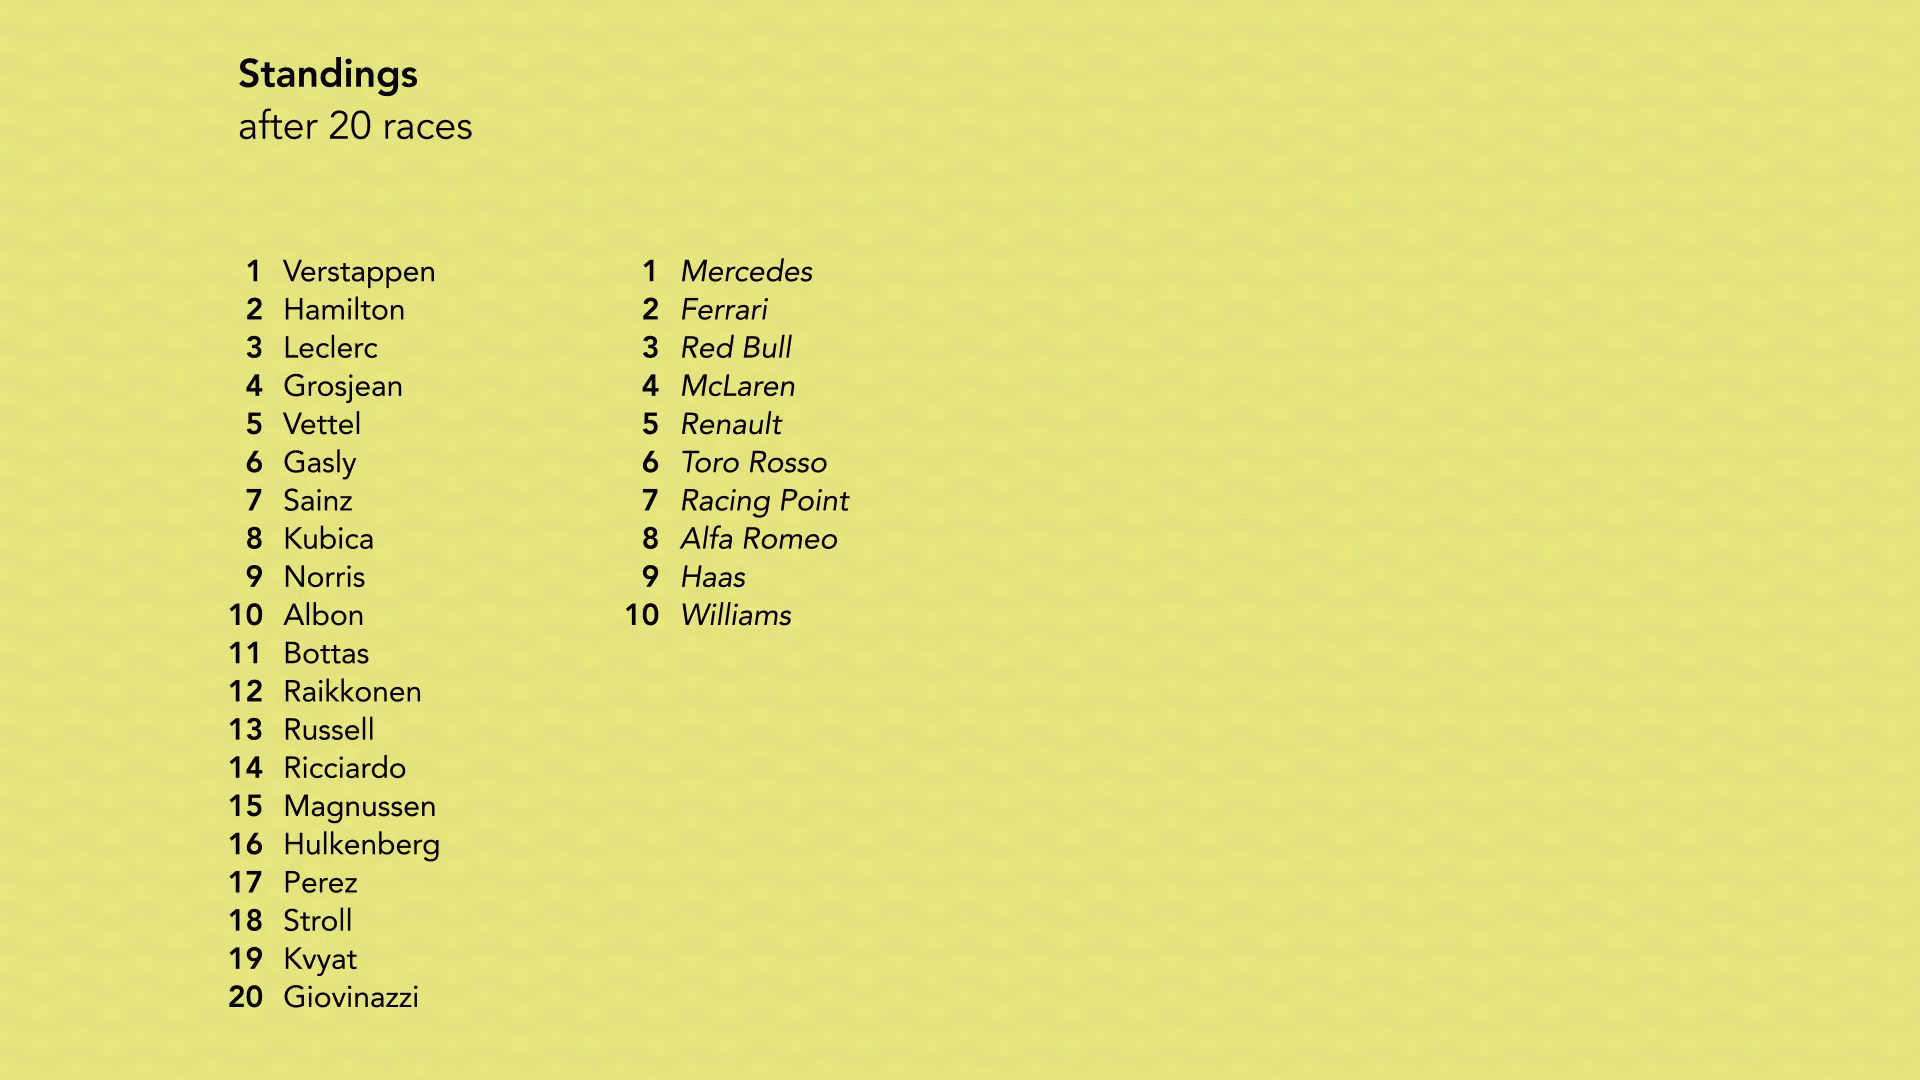 Standings
after 20 races
1 Verstappen
2 Hamilton
3 Leclerc
4 Grosjean
5 Vettel
6 Gasly
7 Sainz
8 Kubica
9 Norris
10 Albon
11 Bottas
12 Raikkonen
13 Russell
14 Ricciardo
15 Magnussen
16 Hulkenberg
17 Perez
18 Stroll
19 Kvyat
20 Giovinazzi
1 Mercedes
2 Ferrari
3 Red Bull
4 McLaren
5 Renault
6 Toro Rosso
7 Racing Point
8 Alfa Romeo
9 Haas
10 Williams